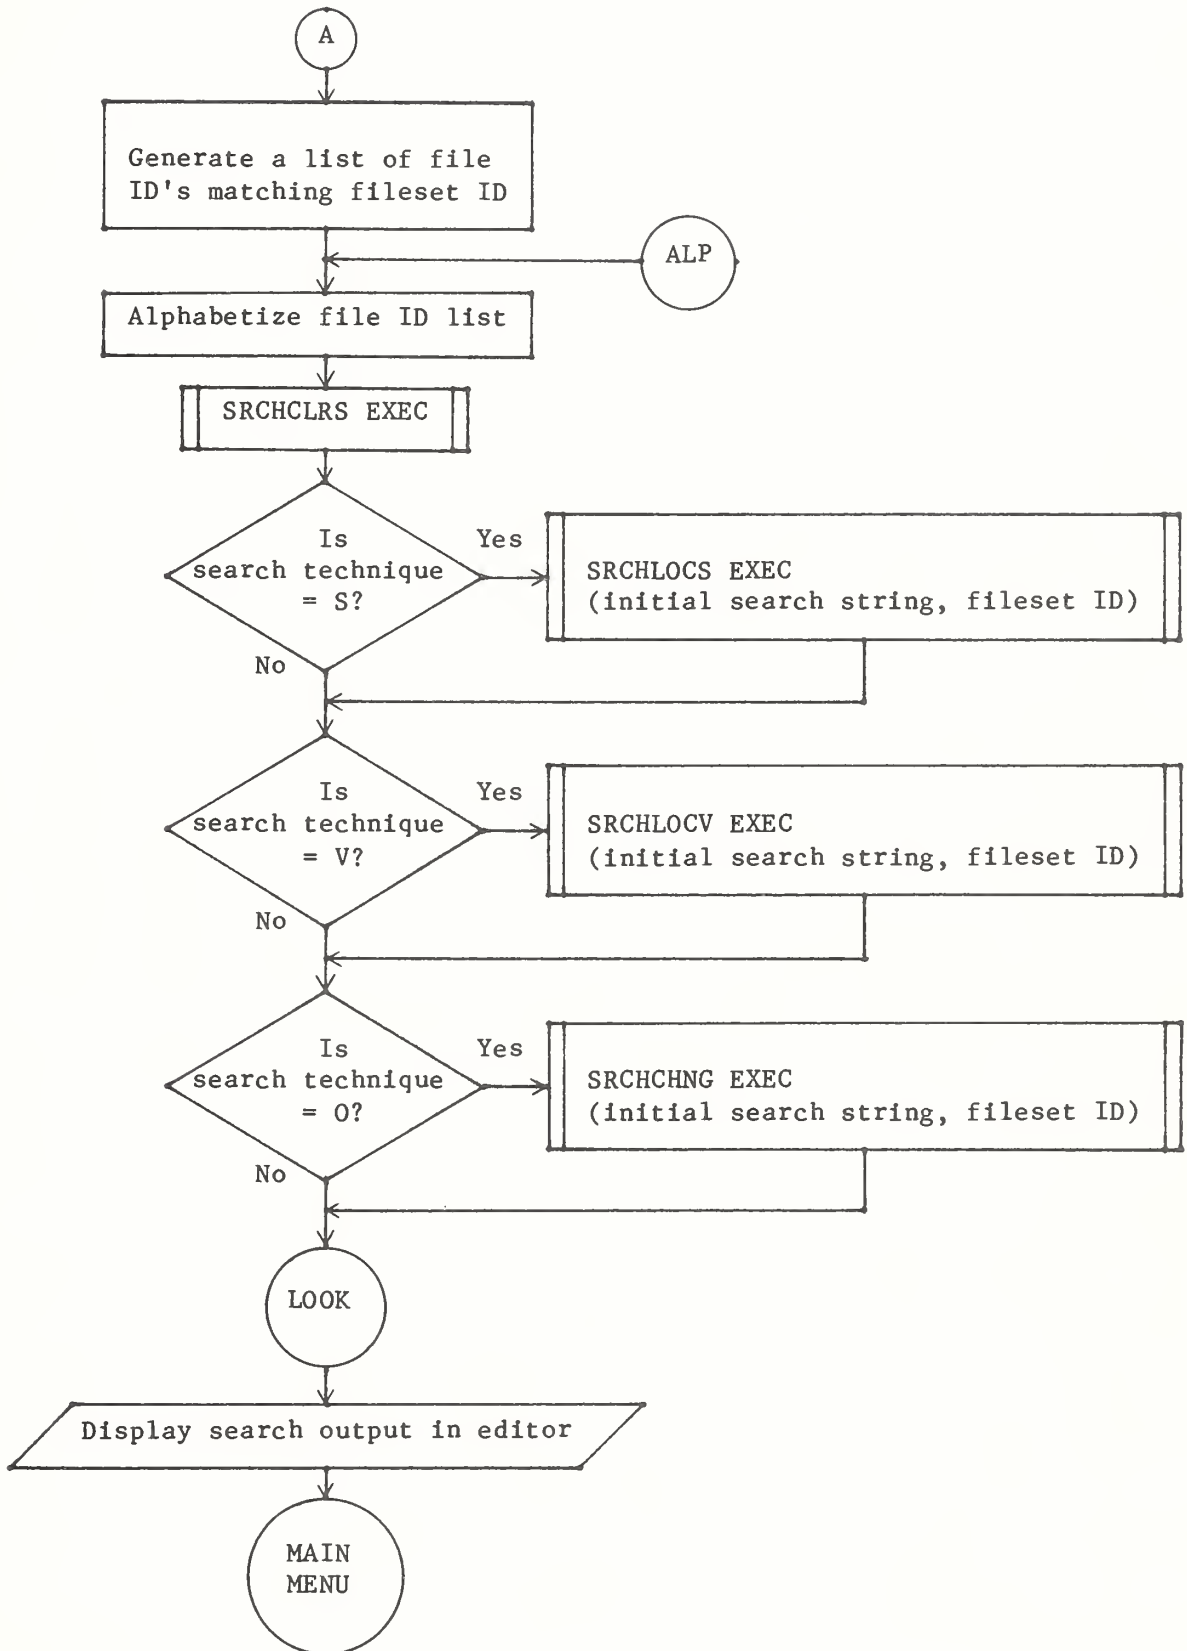 A
Generate a list of file
ID's matching fileset ID
ALP
Alphabetize file ID list
SRCHCLRS EXEC
Is
search technique
= S?
Yes
No
SRCHLOCS EXEC
(initial search string, fileset ID)
Is
search technique
= V?
Yes
No
SRCHLOCV EXEC
(initial search string, fileset ID)
Is
search technique
= O?
Yes
No
SRCHCHNG EXEC
(initial search string, fileset ID)
LOOK
Display search output in editor
MAIN
MENU